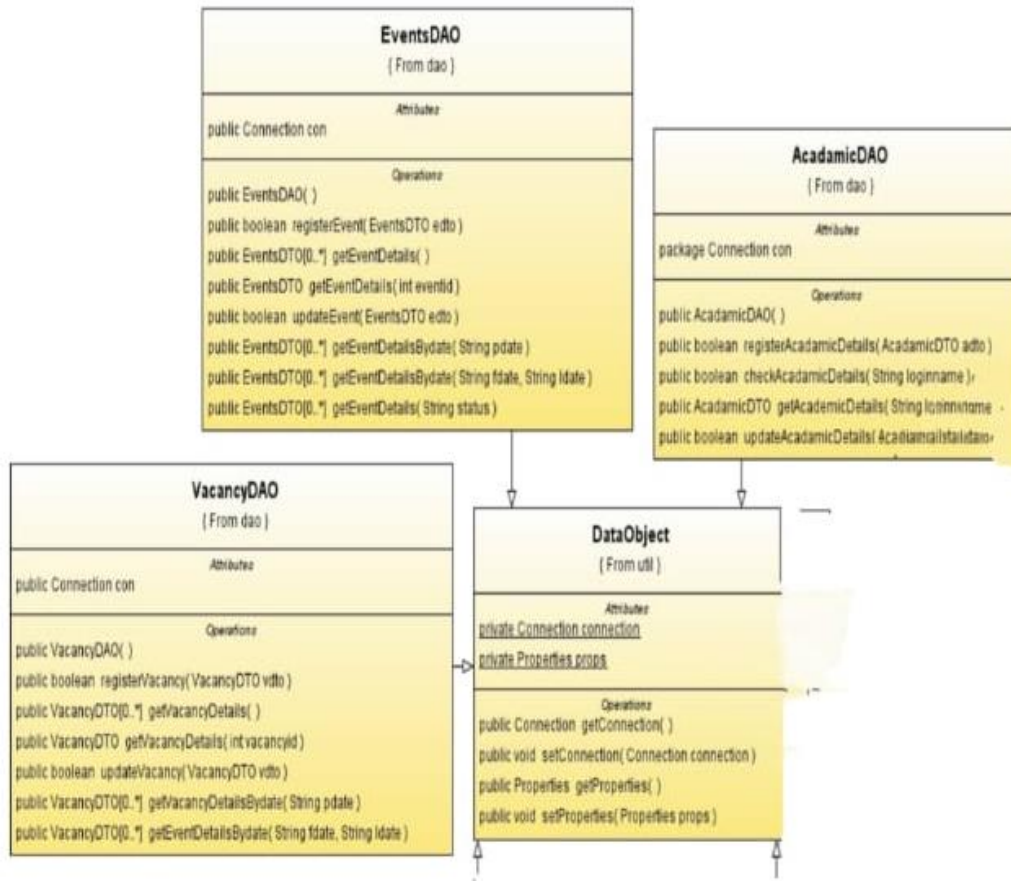 EventsDAO
( From dao )
Attributes
public Connection con
Operations
public EventsDAO( )
public boolean registerEvent( EventsDTO edto )
public EventsDTO[0..*] getEventDetails( )
public EventsDTO getEventDetails( int eventid )
public boolean updateEvent( EventsDTO edto )
public EventsDTO[0..*] getEventDetailsBydate( String pdate )
public EventsDTO[0..*] getEventDetailsBydate( String fdate, String ldate )
public EventsDTO[0..*] getEventDetails( String status )
AcadamicDAO
( From dao )
Attributes
package Connection con
Operations
public AcadamicDAO( )
public boolean registerAcadamicDetails( AcadamicDTO adto )
public boolean checkAcadamicDetails( String loginname )
public AcadamicDTO getAcademicDetails( String
public boolean updateAcadamicDetails(
VacancyDAO
( From dao )
Attributes
public Connection con
Operations
public VacancyDAO( )
public boolean registerVacancy( VacancyDTO vdto )
public VacancyDTO[0..*] getVacancyDetails( )
public VacancyDTO getVacancyDetails( int vacancyid )
public boolean updateVacancy( VacancyDTO vdto )
public VacancyDTO[0..*] getVacancyDetailsBydate( String pdate )
public VacancyDTO[0..*] getEventDetailsBydate( String fdate, String ldate )
DataObject
( From util )
Attributes
private Connection connection
private Properties props
Operations
public Connection getConnection( )
public void setConnection( Connection connection )
public Properties getProperties( )
public void setProperties( Properties props )